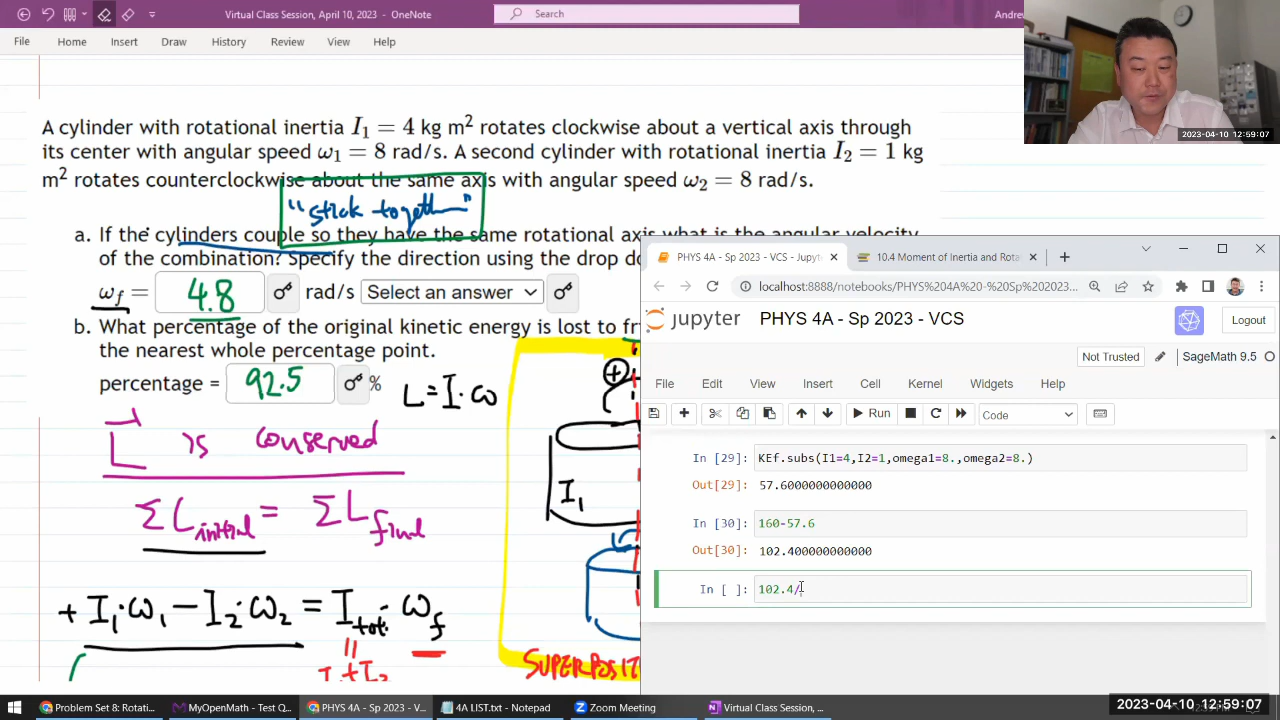 Virtual Class Session, April 10, 2023 - OneNote
Search
File Home Insert Draw History Review View Help
2023-04-10 12:59:07
A cylinder with rotational inertia I₁ = 4 kg m² rotates clockwise about a vertical axis through
its center with angular speed ω₁ = 8 rad/s. A second cylinder with rotational inertia I₂ = 1 kg
m² rotates counterclockwise about the same axis with angular speed ω₂ = 8 rad/s.
"stick together"
a. If the cylinders couple so they have the same rotational axis what is the angular velocity
of the combination? Specify the direction using the drop do
ωf = 4.8 rad/s Select an answer
b. What percentage of the original kinetic energy is lost to fr
the nearest whole percentage point.
percentage = 92.5 %
L = I·ω
L is conserved
ΣL initial = ΣL final
+ I₁·ω₁ − I₂·ω₂ = I tot. · ωf
I₁+I₂
I₁
SUPERPOSIT
PHYS 4A - Sp 2023 - VCS - Jupyte
10.4 Moment of Inertia and Rota
localhost:8888/notebooks/PHYS%204A%20-%20Sp%202023...
jupyter PHYS 4A - Sp 2023 - VCS
Logout
Not Trusted SageMath 9.5
File Edit View Insert Cell Kernel Widgets Help
Run Code
In [29]: KEf.subs(I1=4,I2=1,omega1=8.,omega2=8.)
Out[29]: 57.6000000000000
In [30]: 160-57.6
Out[30]: 102.400000000000
In [ ]: 102.4/
Problem Set 8: Rotati... MyOpenMath - Test Q... PHYS 4A - Sp 2023 - V... 4A LIST.txt - Notepad Zoom Meeting Virtual Class Session,...
2023-04-10 12:59:07